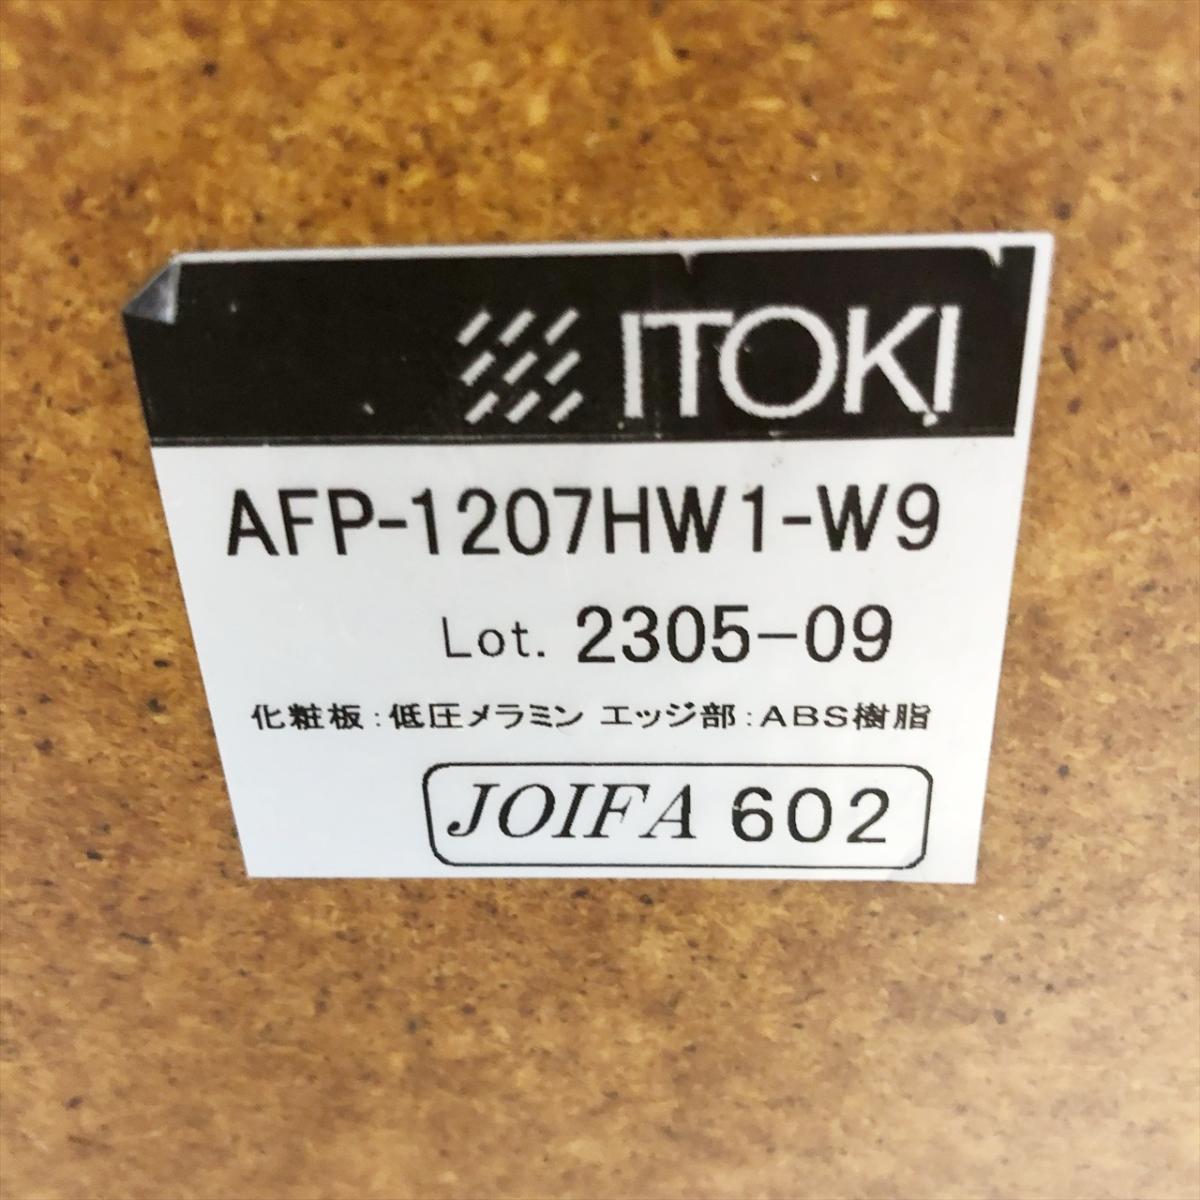 ITOKI
AFP-1207HW1-W9
Lot. 2305-09
化粧板:低圧メラミン エッジ部:ABS樹脂
JOIFA 602